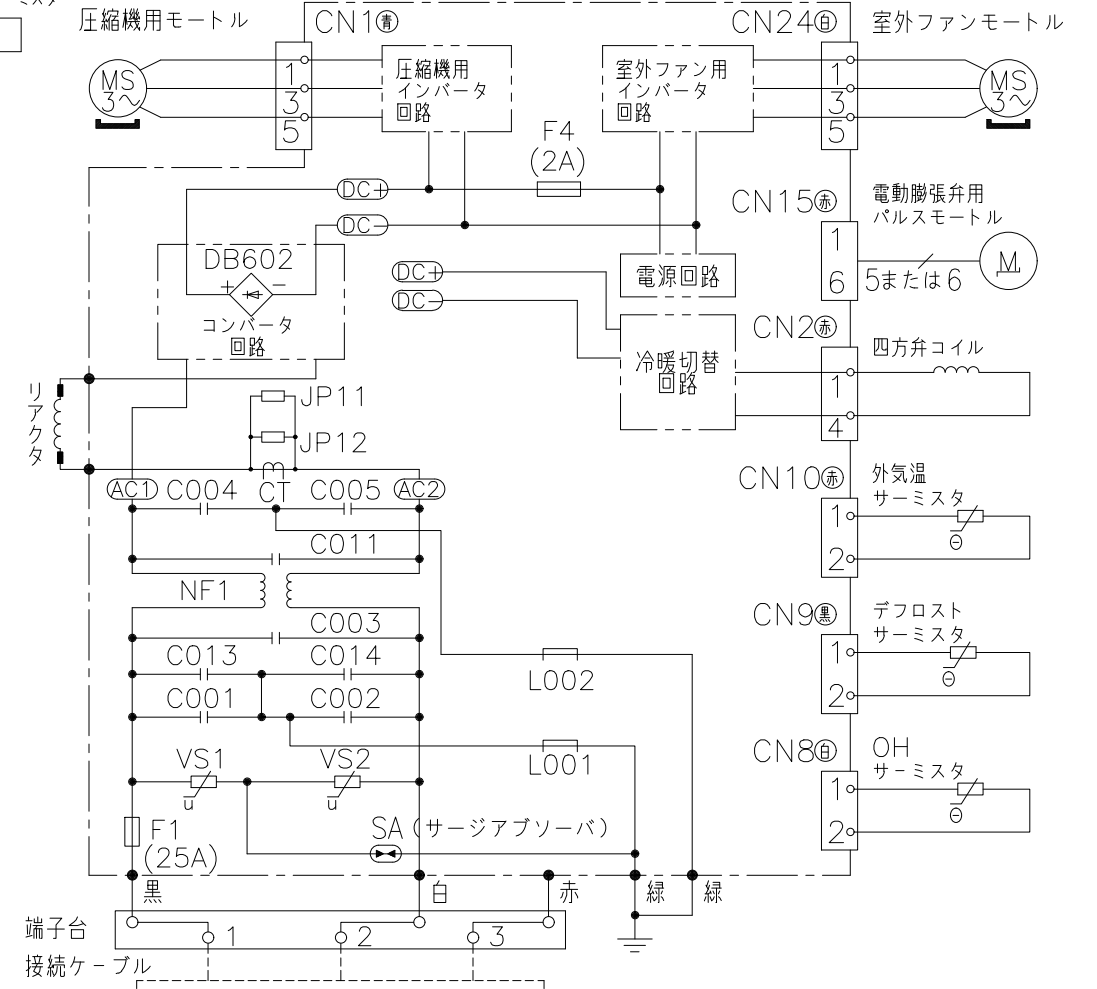 圧縮機用モートル
CN1㊨青
CN24白
室外ファンモートル
MS
3～
1
3
5
圧縮機用
インバータ
回路
室外ファン用
インバータ
回路
1
3
5
MS
3～
F4
(2A)
DC+
DC-
CN15赤
電動膨張弁用
パルスモートル
1
6
5または6
M
DB602
+ -
コンバータ
回路
DC+
DC-
電源回路
CN2赤
四方弁コイル
冷暖切替
回路
1
4
リアクタ
JP11
JP12
CT
AC1
C004
C005
AC2
CN10赤
外気温
サーミスタ
1
2
C011
NF1
C003
CN9黒
デフロスト
サーミスタ
1
2
C013
C014
L002
C001
C002
L001
CN8白
OH
サーミスタ
1
2
VS1
VS2
u
u
F1
(25A)
SA(サージアブソーバ)
黒
白
赤
緑
緑
端子台
1
2
3
接続ケーブル